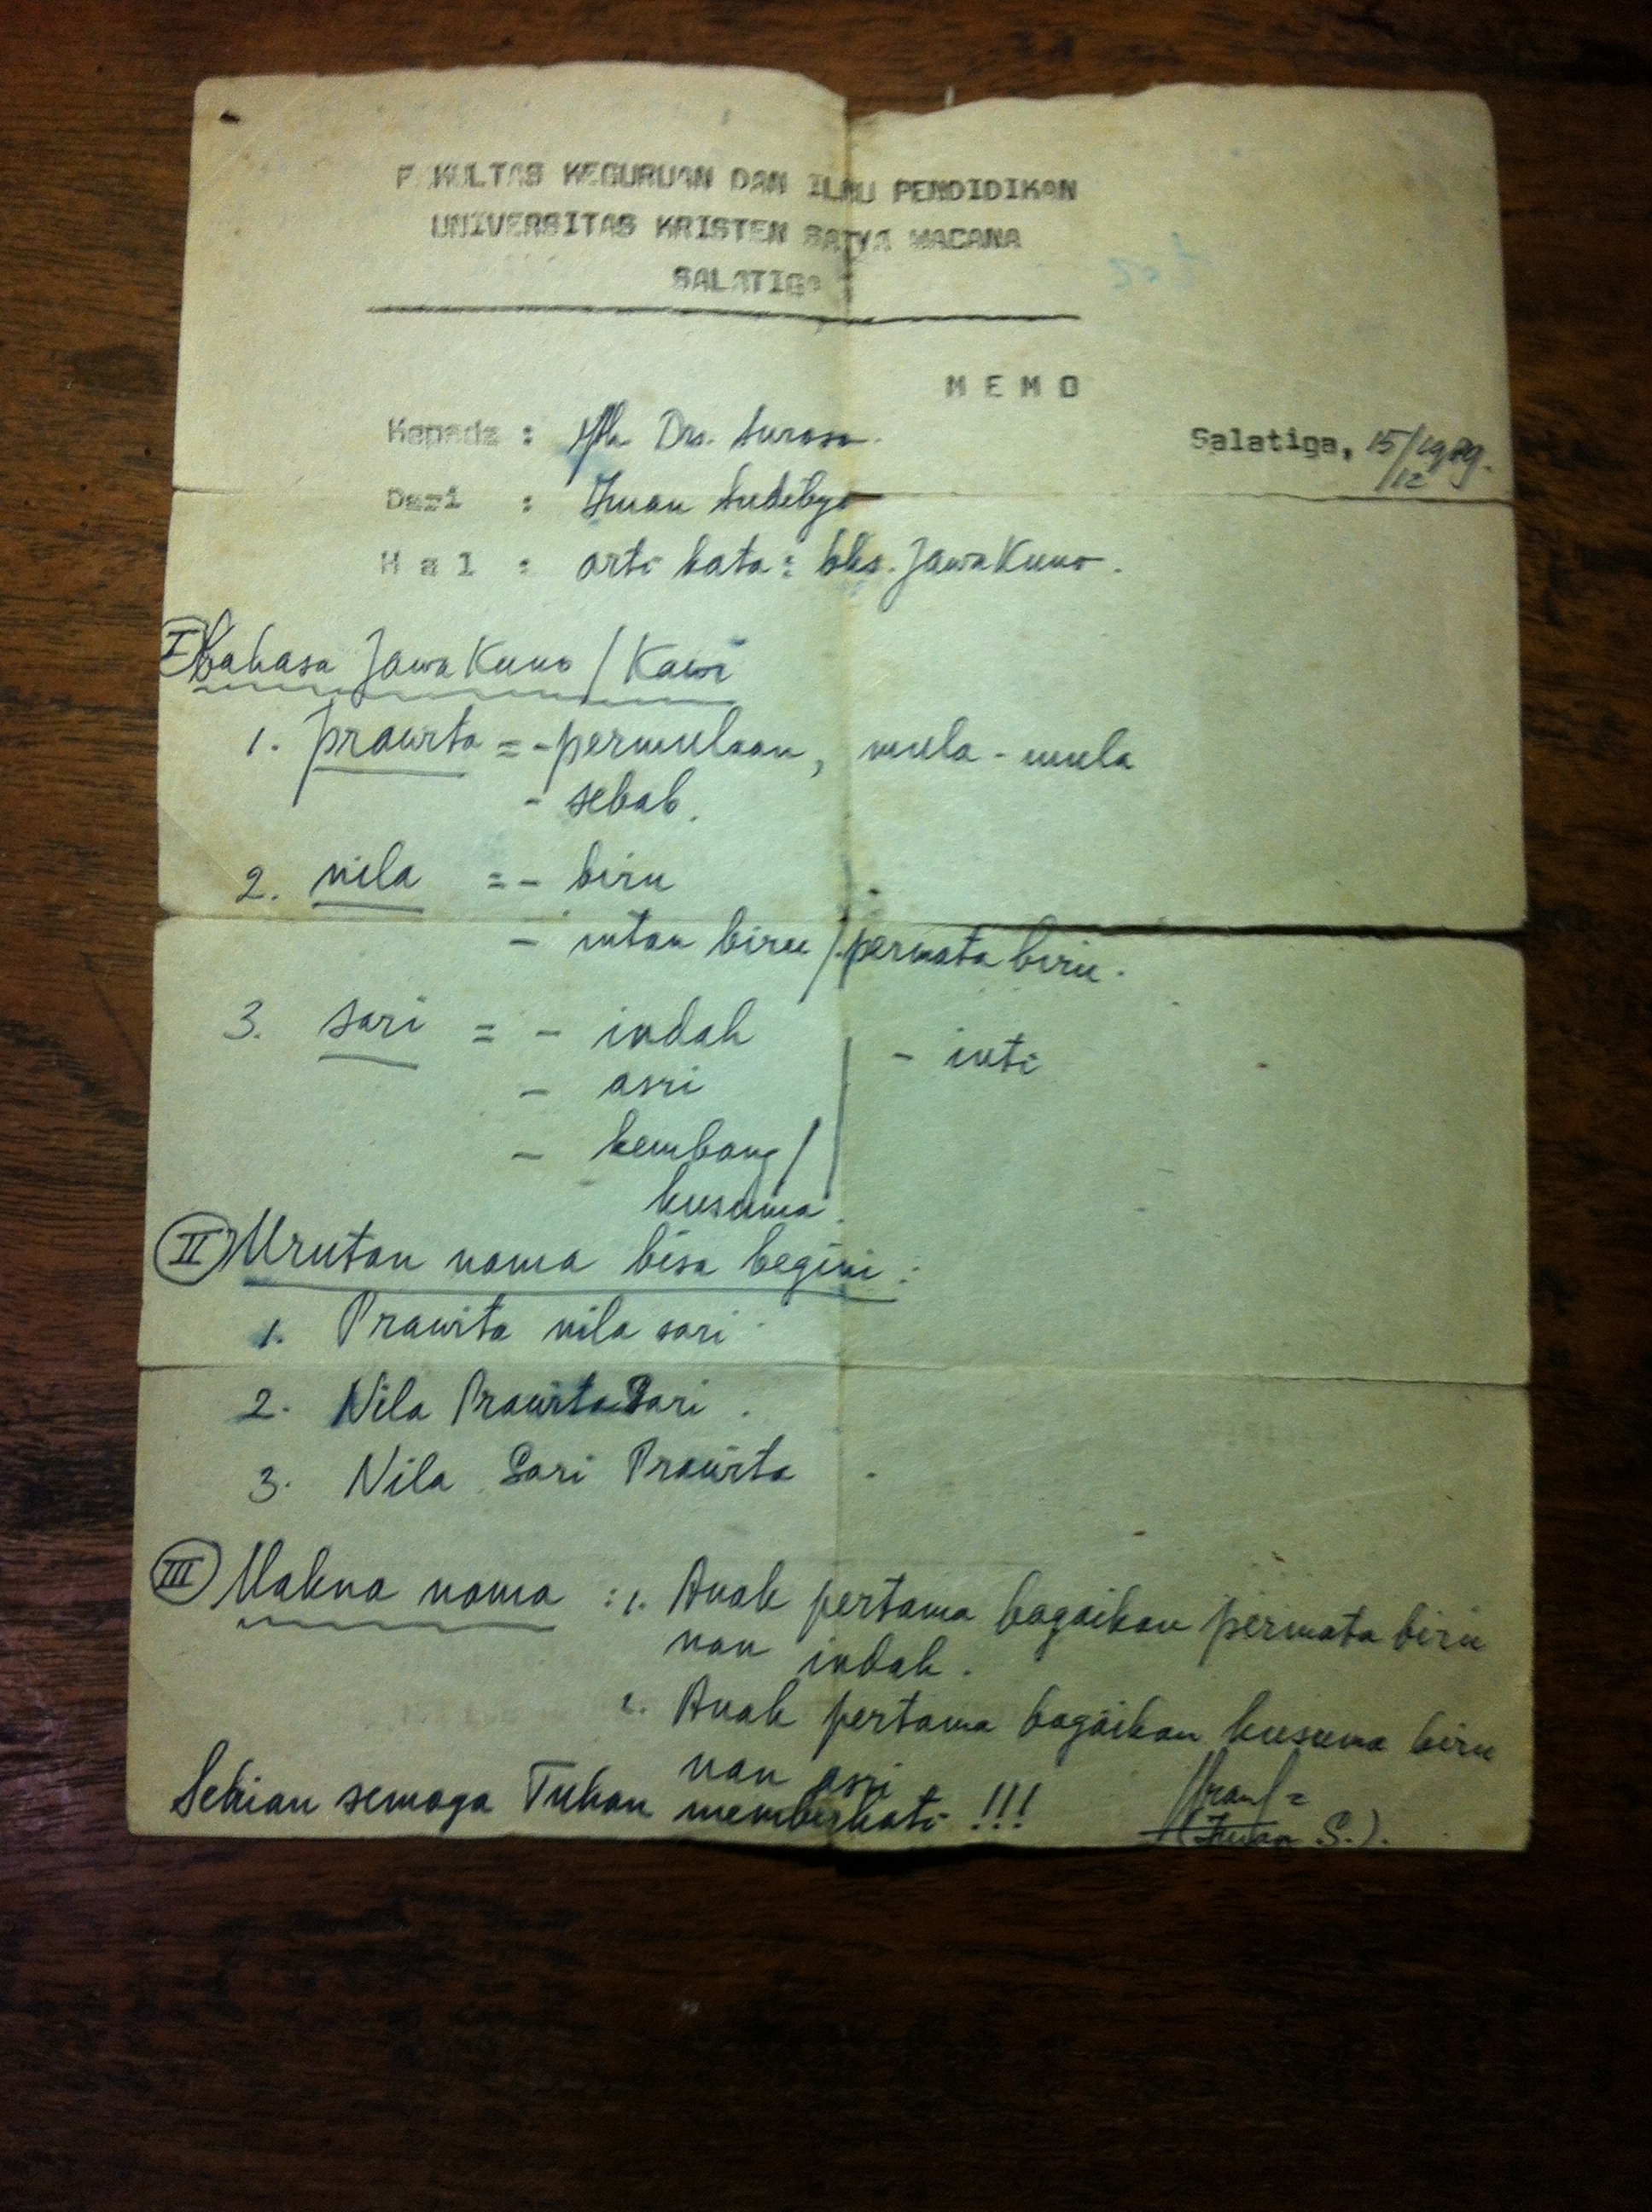 F KULTAS KEGURUAN DAN ILMU PENDIDIKAN
UNIVERSITAS KRISTEN SATYA WACANA
SALATIGA
MEMO
Kepada : Yth Drs. Suroso.
Salatiga, 15/12 1989.
Dari : Iman Sudibyo
Hal : arti kata: bhs. Jawa Kuno.
I Bahasa Jawa Kuno / Kawi
1. prawita = - permulaan, mula - mula
- sebab.
2. nila = - biru
- intan biru / permata biru.
3. sari = - indah | - inti
- asri
- kembang /
kusuma.
II Urutan nama bisa begini :
1. Prawita nila sari
2. Nila Prawita Sari.
3. Nila Sari Prawita.
III Makna nama : 1. Anak pertama bagaikan permata biru
nan indah.
2. Anak pertama bagaikan kusuma biru
nan asri
Sekian semoga Tuhan memberkati !!!
(Iman S.).